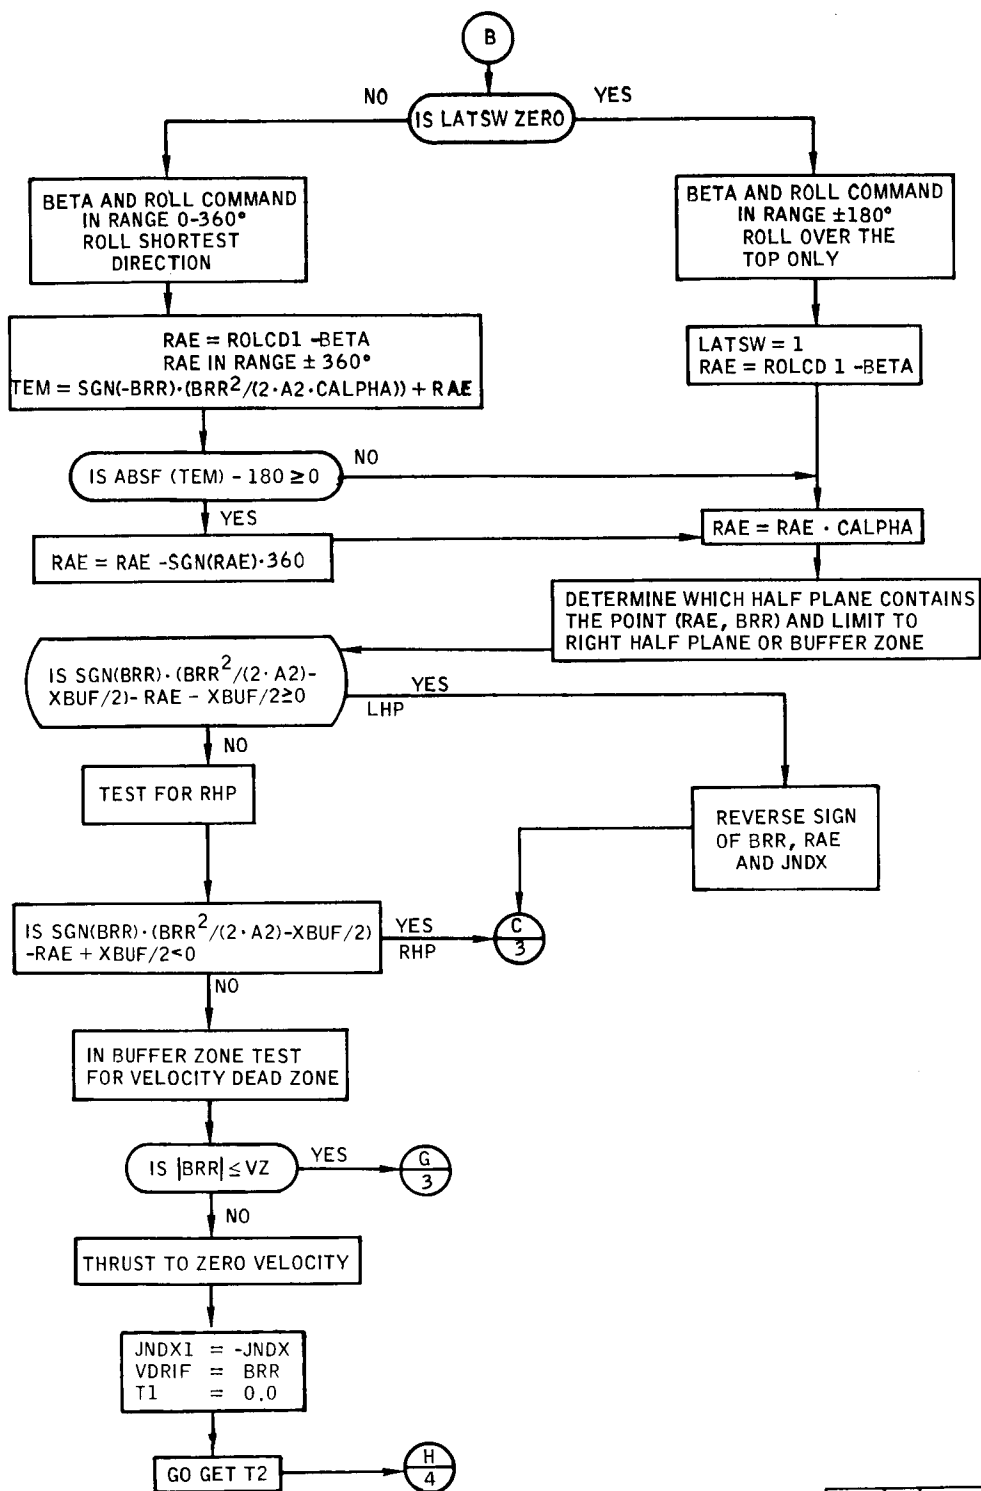 B
IS LATSW ZERO
NO
YES
BETA AND ROLL COMMAND
IN RANGE 0-360°
ROLL SHORTEST
DIRECTION
BETA AND ROLL COMMAND
IN RANGE ±180°
ROLL OVER THE
TOP ONLY
RAE = ROLCD1 -BETA
RAE IN RANGE ± 360°
TEM = SGN(-BRR)·(BRR²/(2·A2·CALPHA)) + RAE
LATSW = 1
RAE = ROLCD 1 -BETA
IS ABSF (TEM) - 180 ≥ 0
NO
YES
RAE = RAE -SGN(RAE)·360
RAE = RAE · CALPHA
DETERMINE WHICH HALF PLANE CONTAINS
THE POINT (RAE, BRR) AND LIMIT TO
RIGHT HALF PLANE OR BUFFER ZONE
IS SGN(BRR)·(BRR²/(2·A2)-
XBUF/2)- RAE - XBUF/2≥0
YES
LHP
NO
TEST FOR RHP
REVERSE SIGN
OF BRR, RAE
AND JNDX
IS SGN(BRR)·(BRR²/(2·A2)-XBUF/2)
-RAE + XBUF/2<0
YES
RHP
C
3
NO
IN BUFFER ZONE TEST
FOR VELOCITY DEAD ZONE
IS |BRR| ≤ VZ
YES
G
3
NO
THRUST TO ZERO VELOCITY
JNDX1 = -JNDX
VDRIF = BRR
T1 = 0.0
GO GET T2
H
4